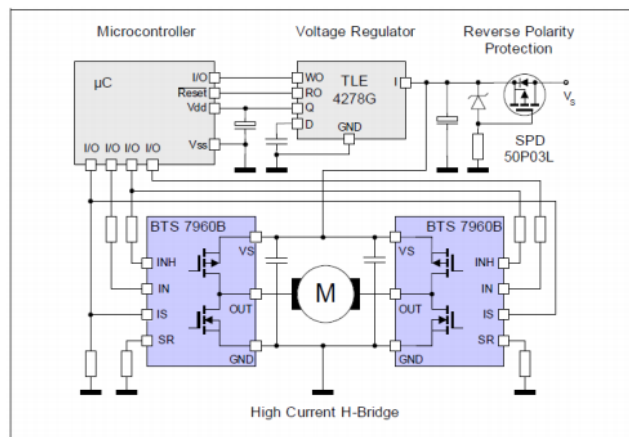 Microcontroller
Voltage Regulator
Reverse Polarity
Protection
µC
I/O
Reset
Vdd
Vss
I/O I/O I/O I/O
WO
RO
Q
D
TLE
4278G
I
GND
Vs
SPD
50P03L
BTS 7960B
VS
INH
IN
OUT
IS
SR
GND
M
BTS 7960B
VS
INH
IN
OUT
IS
SR
GND
High Current H-Bridge